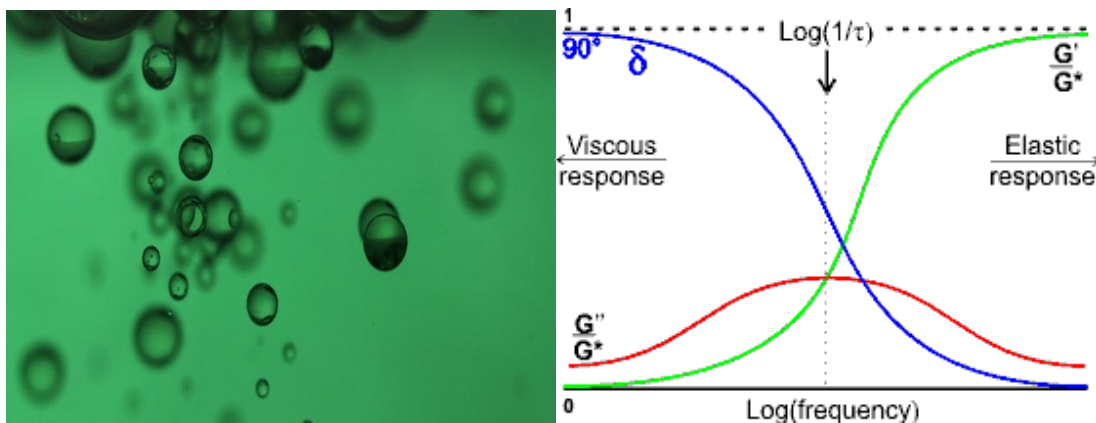 1
Log(1/τ)
90°
δ
G'
G*
Viscous
response
Elastic
response
G"
G*
0
Log(frequency)